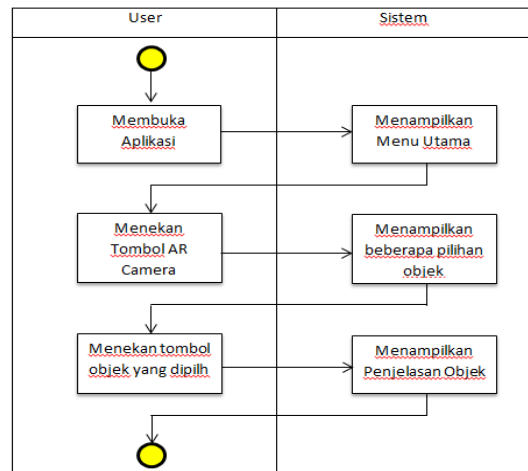 User
Sistem
Membuka
Aplikasi
Menampilkan
Menu Utama
Menekan
Tombol AR
Camera
Menampilkan
beberapa pilihan
objek
Menekan tombol
objek yang dipilh
Menampilkan
Penjelasan Objek